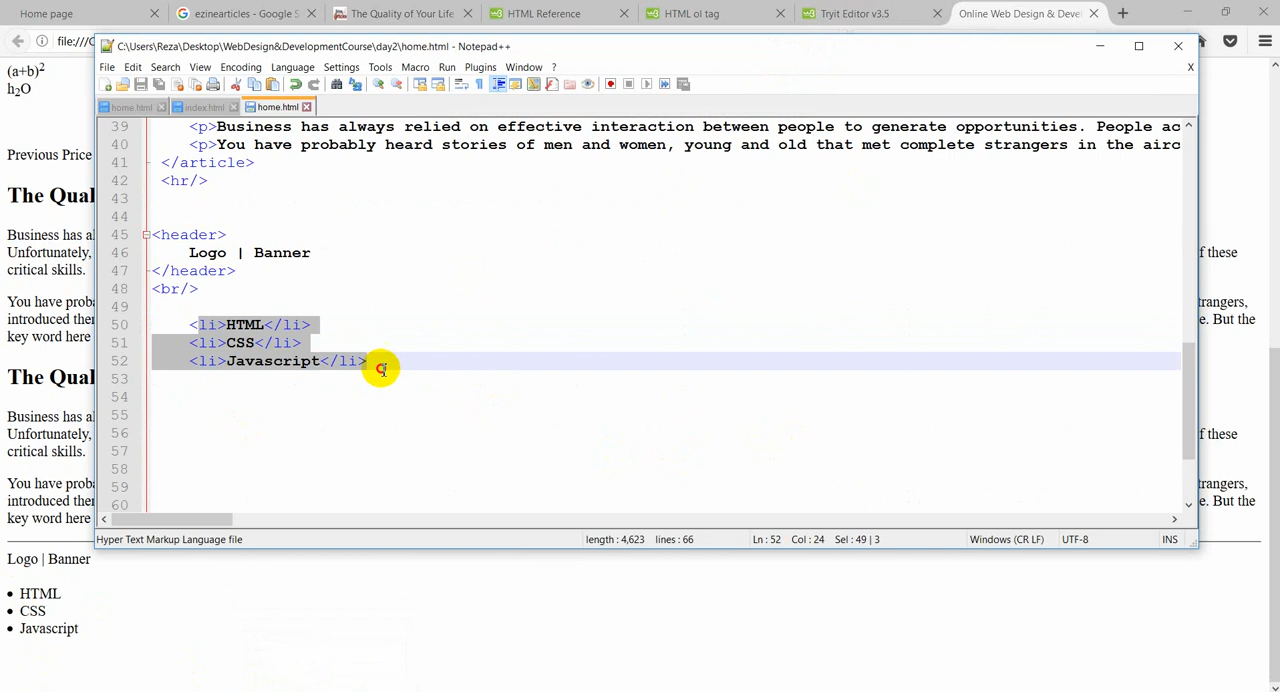 Home page
ezinearticles - Google S
The Quality of Your Life
HTML Reference
HTML ol tag
Tryit Editor v3.5
Online Web Design & Deve
file:///C
(a+b)2
h2O
Previous Price
The Qual
Business has al
Unfortunately,
f these
critical skills.
You have proba
trangers,
introduced them
e. But the
key word here
The Qual
Business has al
Unfortunately,
f these
critical skills.
You have proba
trangers,
introduced them
e. But the
key word here
Logo | Banner
• HTML
• CSS
• Javascript
C:\Users\Reza\Desktop\WebDesign&DevelopmentCourse\day2\home.html - Notepad++
File Edit Search View Encoding Language Settings Tools Macro Run Plugins Window ? X
home.html index.html home.html
39 <p>Business has always relied on effective interaction between people to generate opportunities. People ac
40 <p>You have probably heard stories of men and women, young and old that met complete strangers in the airc
41 </article>
42 <hr/>
43
44
45 <header>
46 Logo | Banner
47 </header>
48 <br/>
49
50 <li>HTML</li>
51 <li>CSS</li>
52 <li>Javascript</li>
53
54
55
56
57
58
59
60
Hyper Text Markup Language file length : 4,623 lines : 66 Ln : 52 Col : 24 Sel : 49 | 3 Windows (CR LF) UTF-8 INS